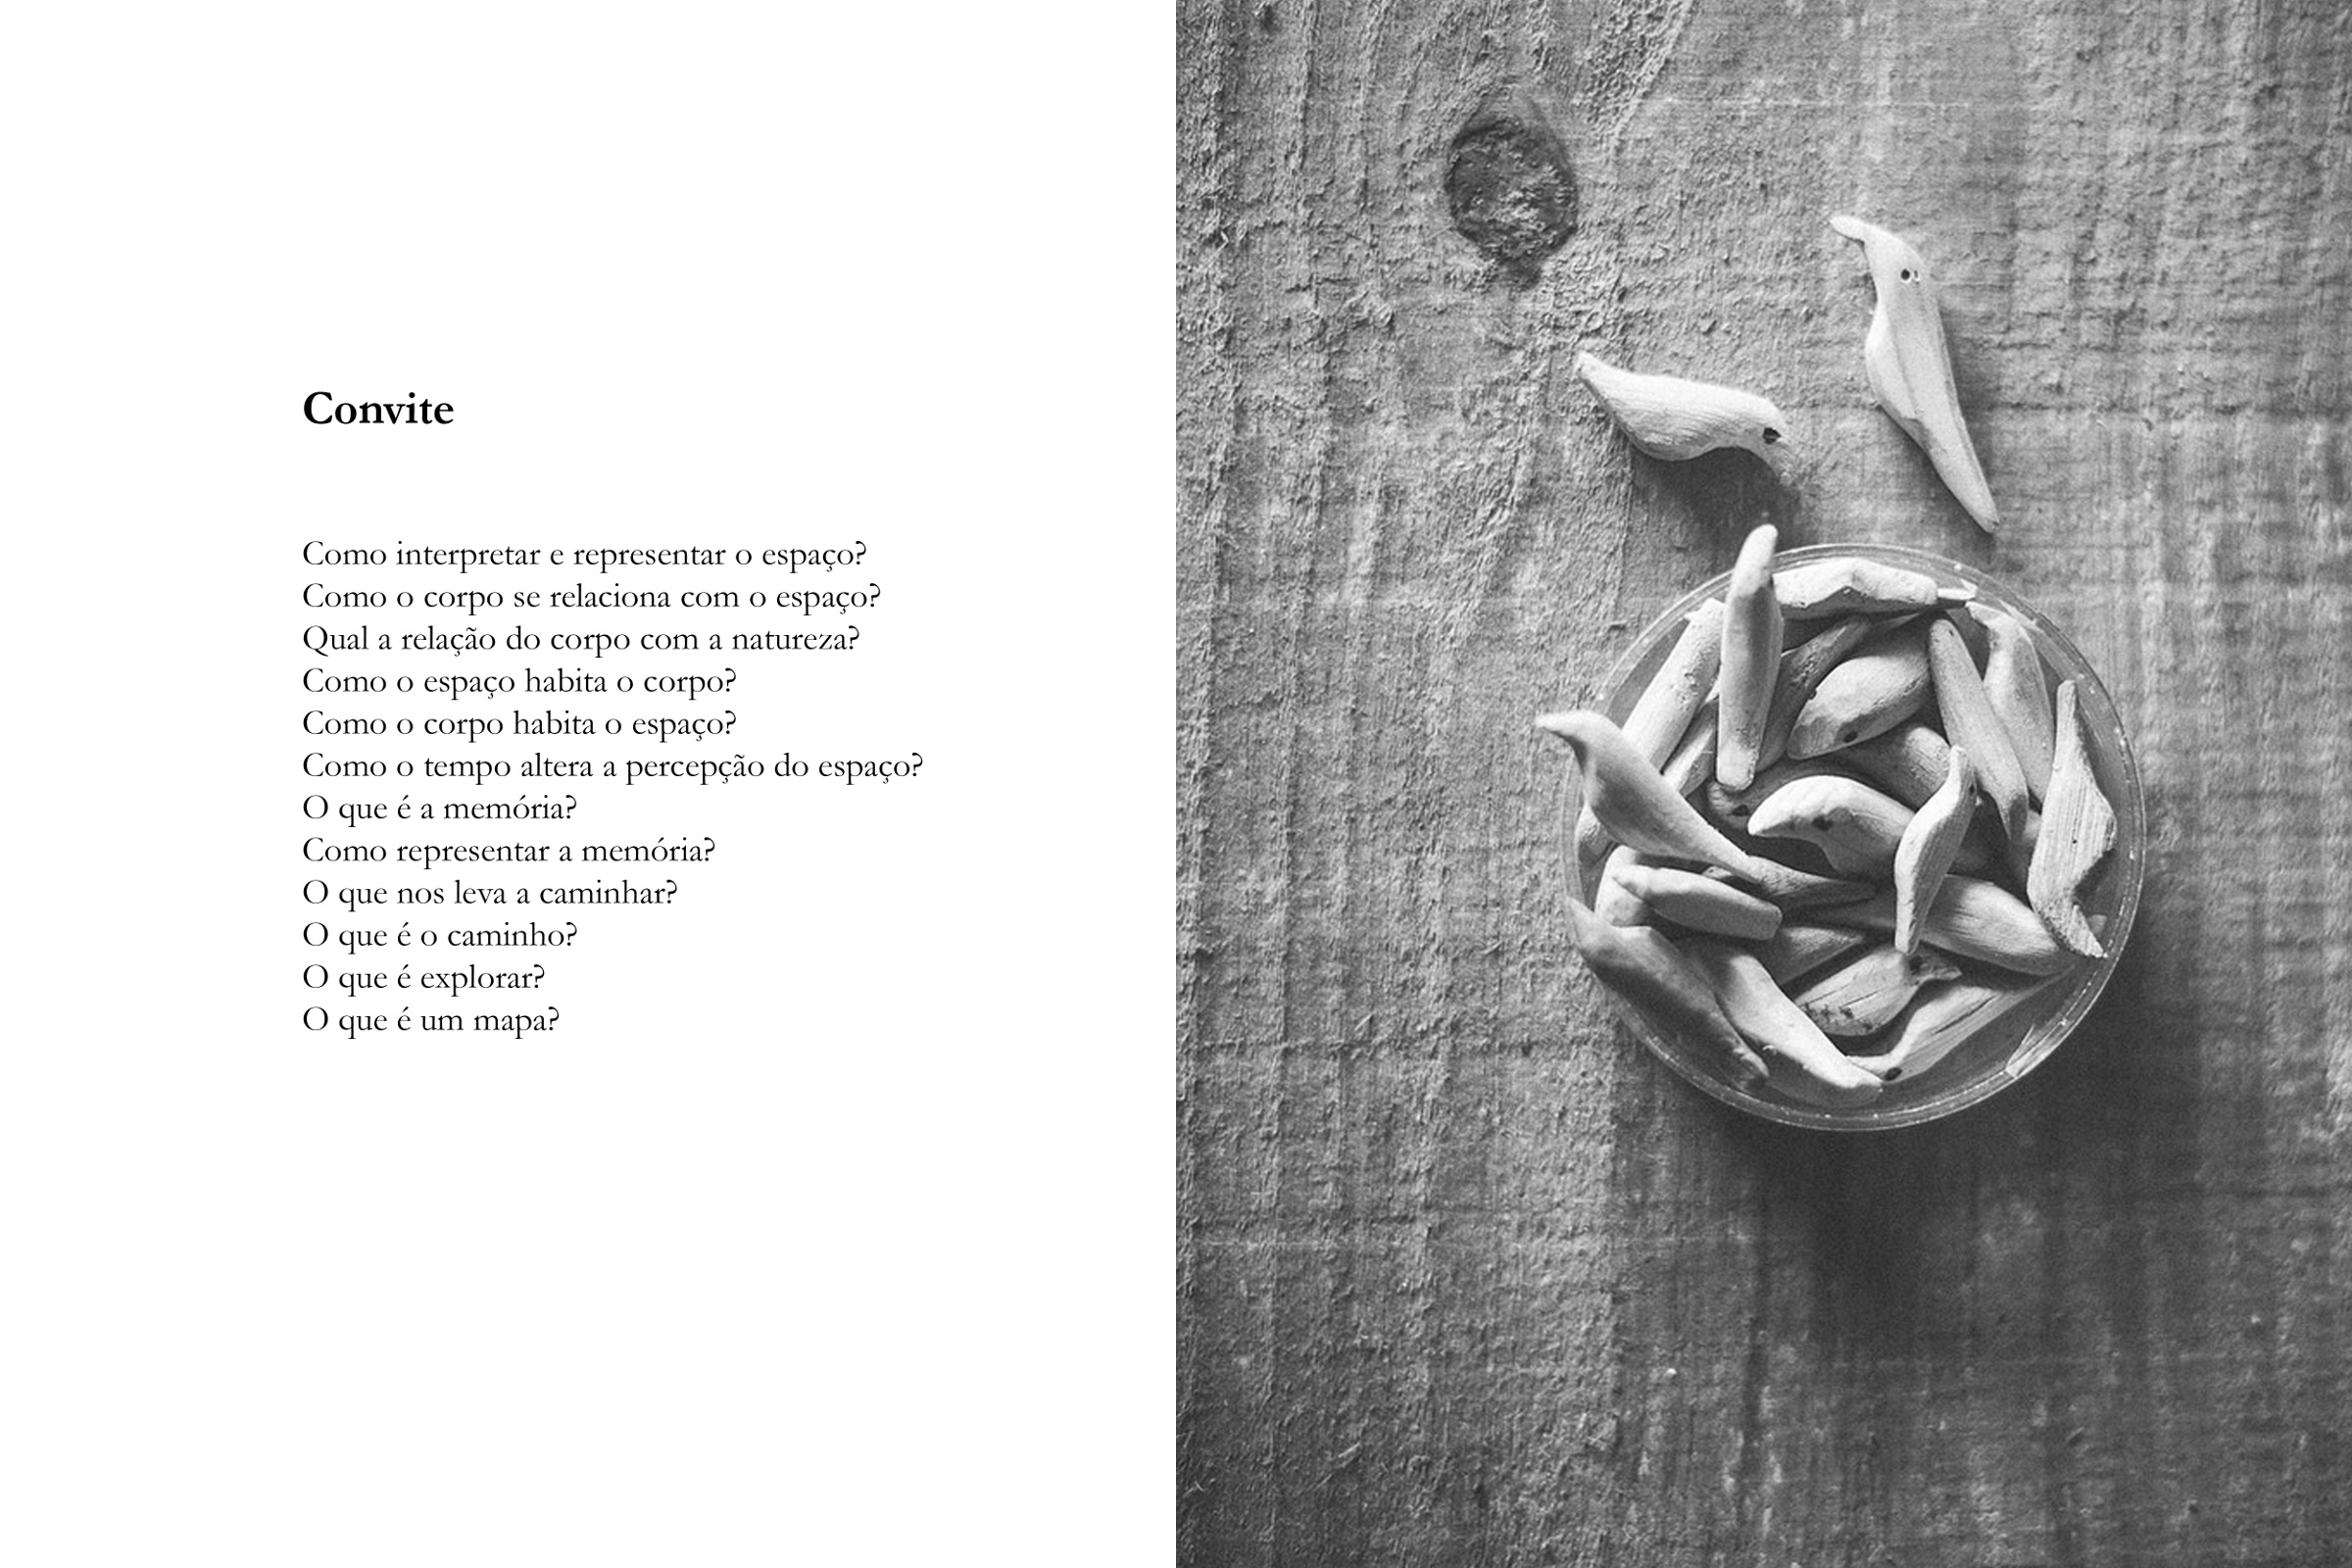 Convite
Como interpretar e representar o espaço?
Como o corpo se relaciona com o espaço?
Qual a relação do corpo com a natureza?
Como o espaço habita o corpo?
Como o corpo habita o espaço?
Como o tempo altera a percepção do espaço?
O que é a memória?
Como representar a memória?
O que nos leva a caminhar?
O que é o caminho?
O que é explorar?
O que é um mapa?